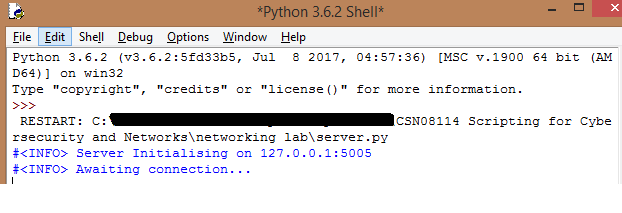 *Python 3.6.2 Shell*
File Edit Shell Debug Options Window Help
Python 3.6.2 (v3.6.2:5fd33b5, Jul  8 2017, 04:57:36) [MSC v.1900 64 bit (AM
D64)] on win32
Type "copyright", "credits" or "license()" for more information.
>>>
 RESTART: C: CSN08114 Scripting for Cybe
rsecurity and Networks\networking lab\server.py
#<INFO> Server Initialising on 127.0.0.1:5005
#<INFO> Awaiting connection...